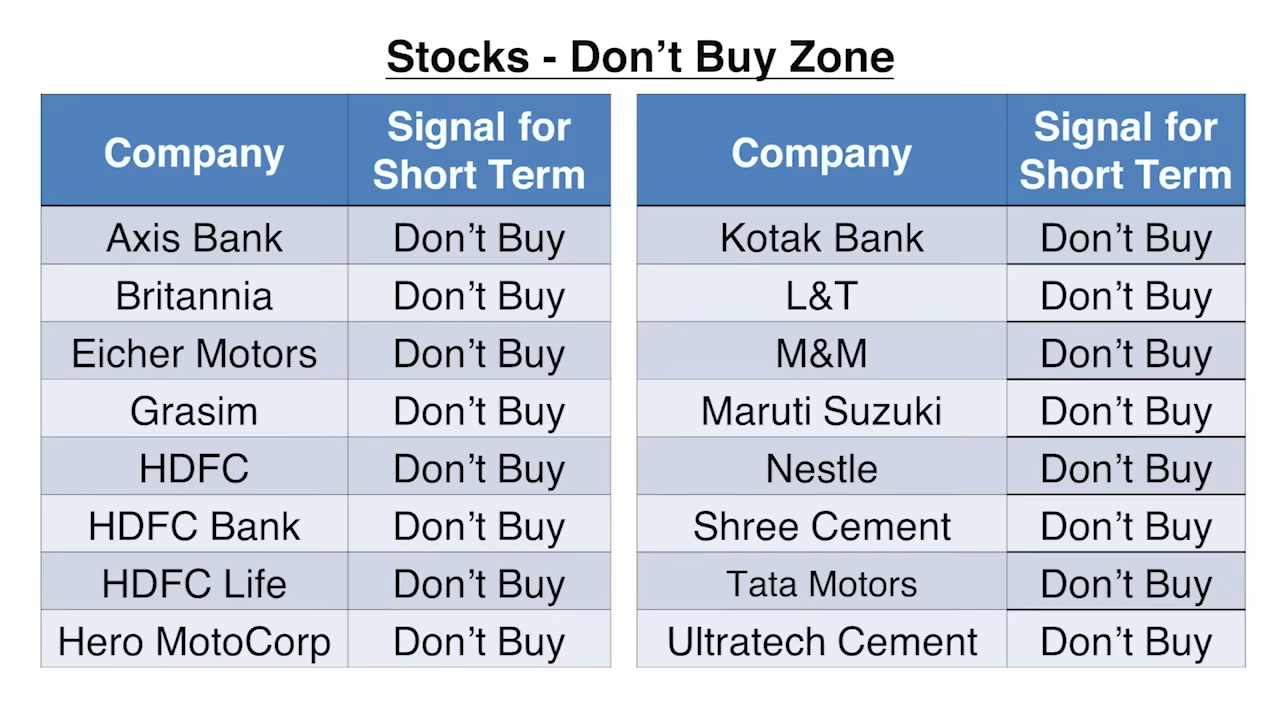 Stocks - Don’t Buy Zone
Company
Signal for
Short Term
Axis Bank Don’t Buy
Britannia Don’t Buy
Eicher Motors Don’t Buy
Grasim Don’t Buy
HDFC Don’t Buy
HDFC Bank Don’t Buy
HDFC Life Don’t Buy
Hero MotoCorp Don’t Buy
Company
Signal for
Short Term
Kotak Bank Don’t Buy
L&T Don’t Buy
M&M Don’t Buy
Maruti Suzuki Don’t Buy
Nestle Don’t Buy
Shree Cement Don’t Buy
Tata Motors Don’t Buy
Ultratech Cement Don’t Buy